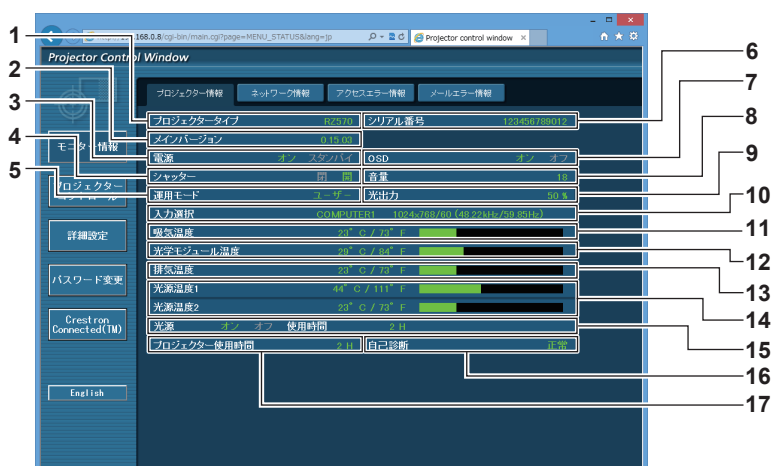 168.0.8/cgi-bin/main.cgi?page=MENU_STATUS&lang=jp
Projector control window
Projector Control Window
プロジェクター情報 ネットワーク情報 アクセスエラー情報 メールエラー情報
プロジェクタータイプ RZ570 シリアル番号 123456789012
メインバージョン 0.15.03
電源 オン スタンバイ OSD オン オフ
シャッター 閉 開 音量 18
運用モード ユーザー 光出力 50 %
入力選択 COMPUTER1 1024x768/60 (48.22kHz/59.85Hz)
吸気温度 23° C / 73° F
光学モジュール温度 29° C / 84° F
排気温度 23° C / 73° F
光源温度1 44° C / 111° F
光源温度2 23° C / 73° F
光源 オン オフ 使用時間 2 H
プロジェクター使用時間 2 H 自己診断 正常
モニター情報
プロジェクター
詳細設定
パスワード変更
Crestron
Connected(TM)
English
1
2
3
4
5
6
7
8
9
10
11
12
13
14
15
16
17